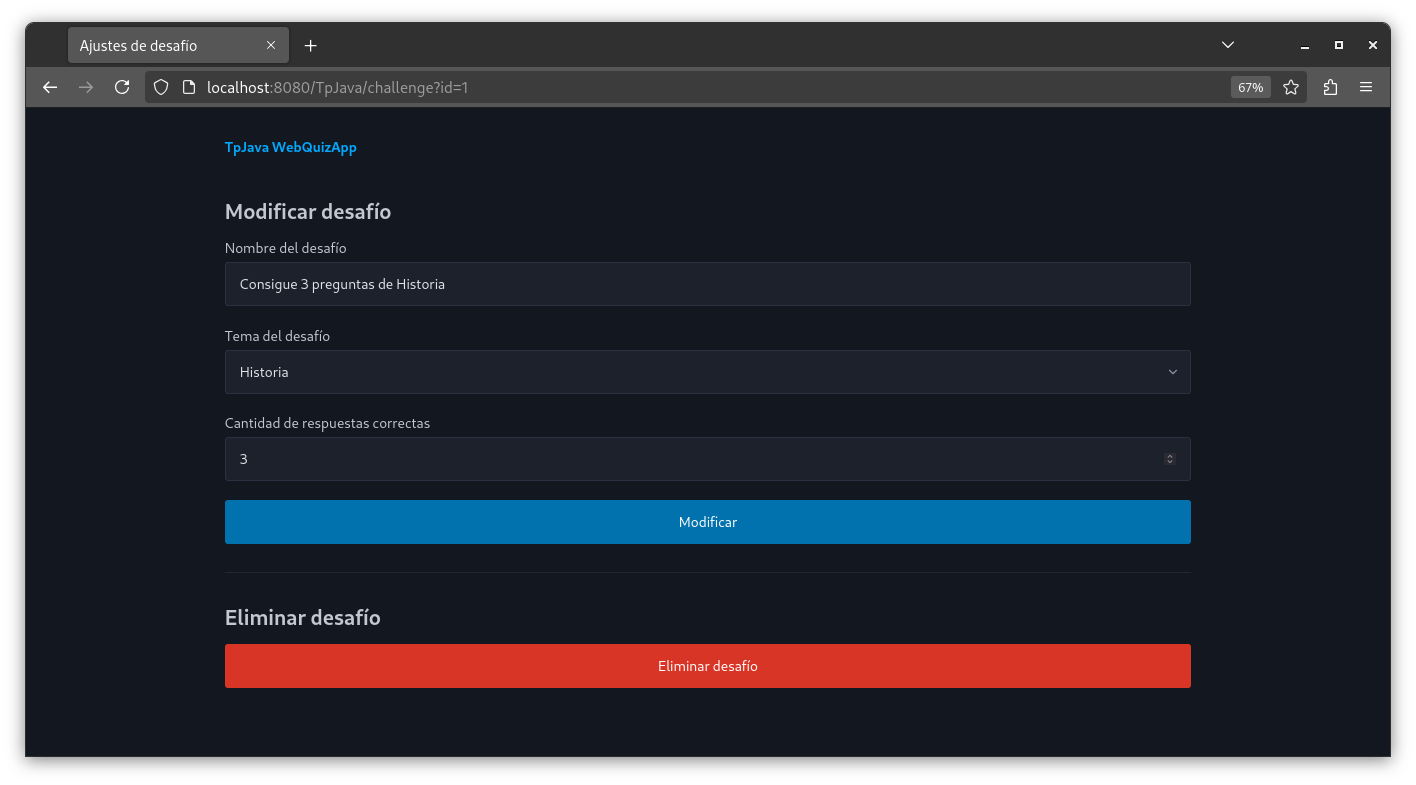 Ajustes de desafío
localhost:8080/TpJava/challenge?id=1
67%
TpJava WebQuizApp
Modificar desafío
Nombre del desafío
Consigue 3 preguntas de Historia
Tema del desafío
Historia
Cantidad de respuestas correctas
3
Modificar
Eliminar desafío
Eliminar desafío